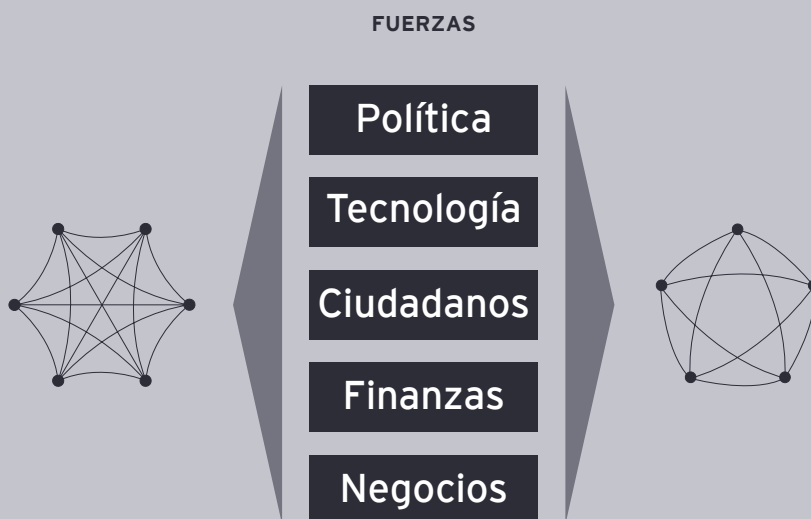 FUERZAS
Política
Tecnología
Ciudadanos
Finanzas
Negocios